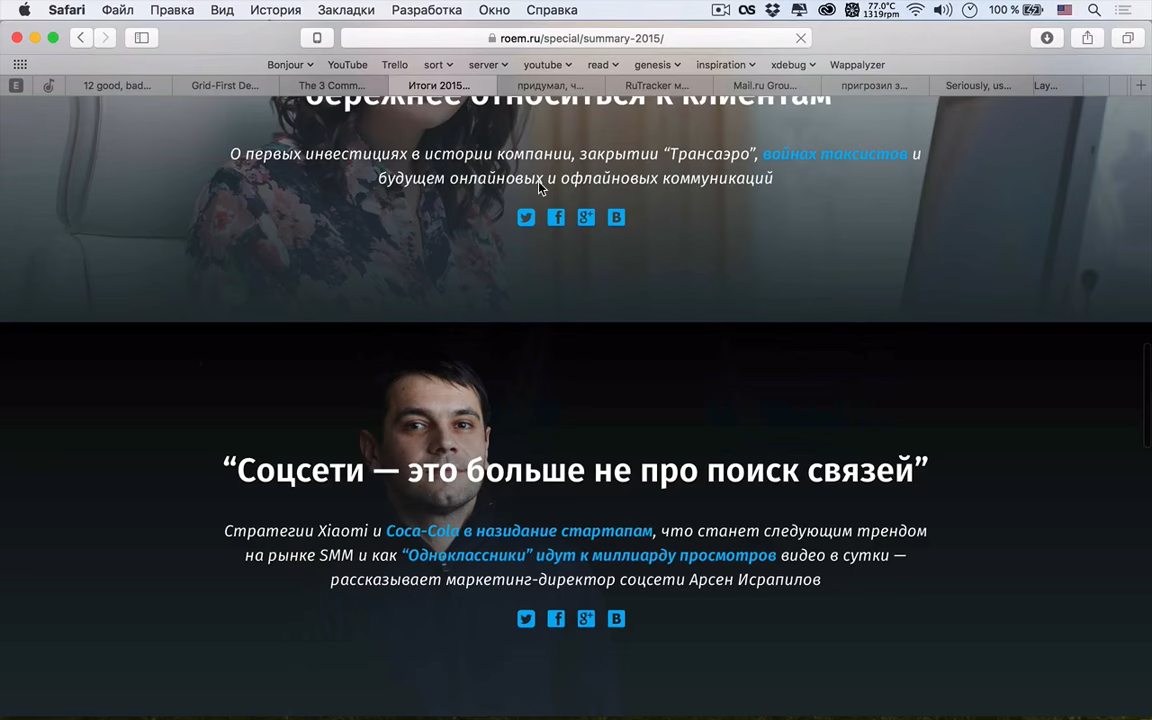 Safari Файл Правка Вид История Закладки Разработка Окно Справка 77.0°C 1319rpm 100 %
roem.ru/special/summary-2015/
Bonjour YouTube Trello sort server youtube read genesis inspiration xdebug Wappalyzer
E 12 good, bad... Grid-First De... The 3 Comm... Итоги 2015... придумал, ч... RuTracker м... Mail.ru Grou... пригрозил з... Seriously, us... Lay...
бережнее относиться к клиентам
О первых инвестициях в истории компании, закрытии “Трансаэро”, войнах таксистов и
будущем онлайновых и офлайновых коммуникаций
“Соцсети — это больше не про поиск связей”
Стратегии Xiaomi и Coca-Cola в назидание стартапам, что станет следующим трендом
на рынке SMM и как “Одноклассники” идут к миллиарду просмотров видео в сутки —
рассказывает маркетинг-директор соцсети Арсен Исрапилов